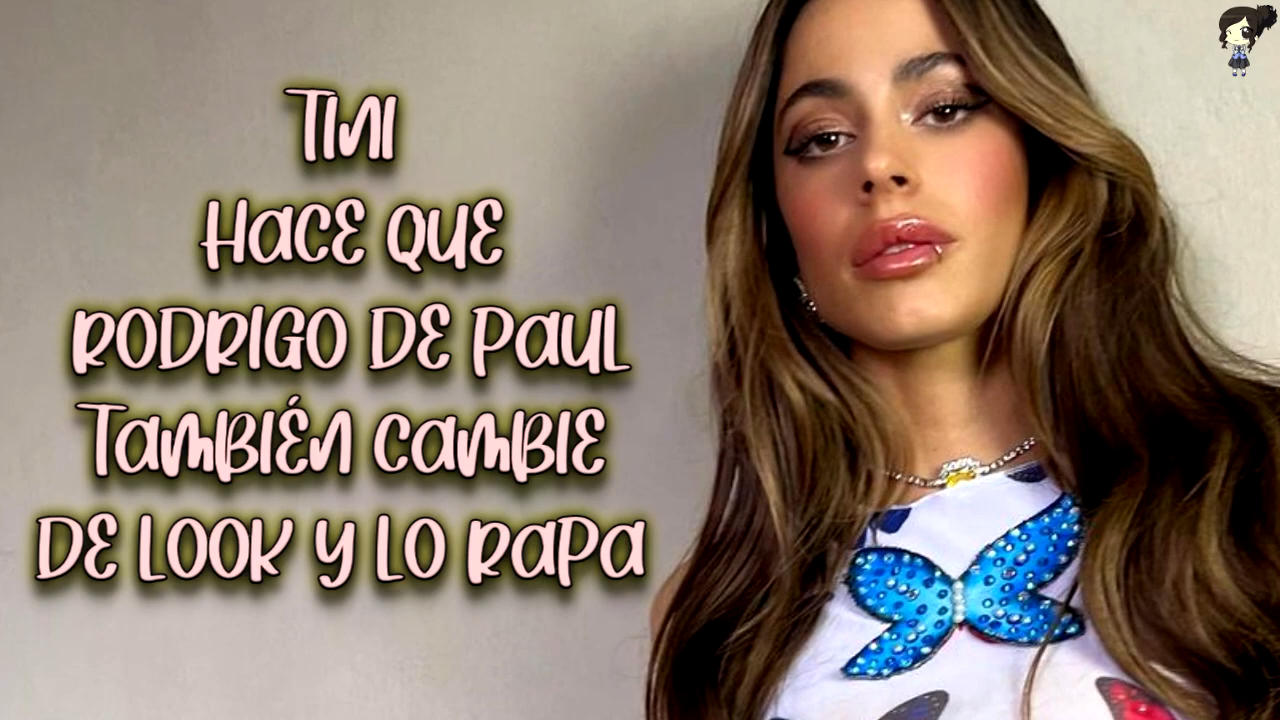 TINI
HACE QUE
RODRIGO DE PAUL
TAMBIÉN CAMBIE
DE LOOK Y LO RAPA